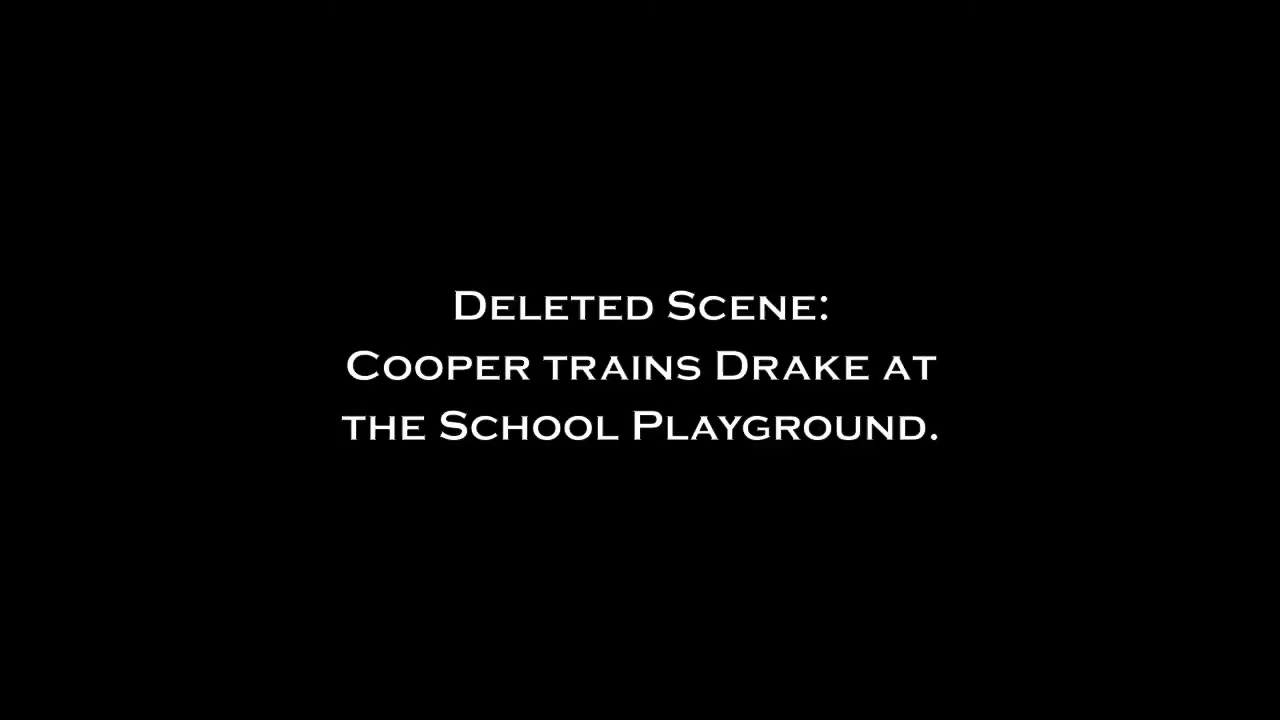 Deleted Scene:
Cooper trains Drake at
the School Playground.